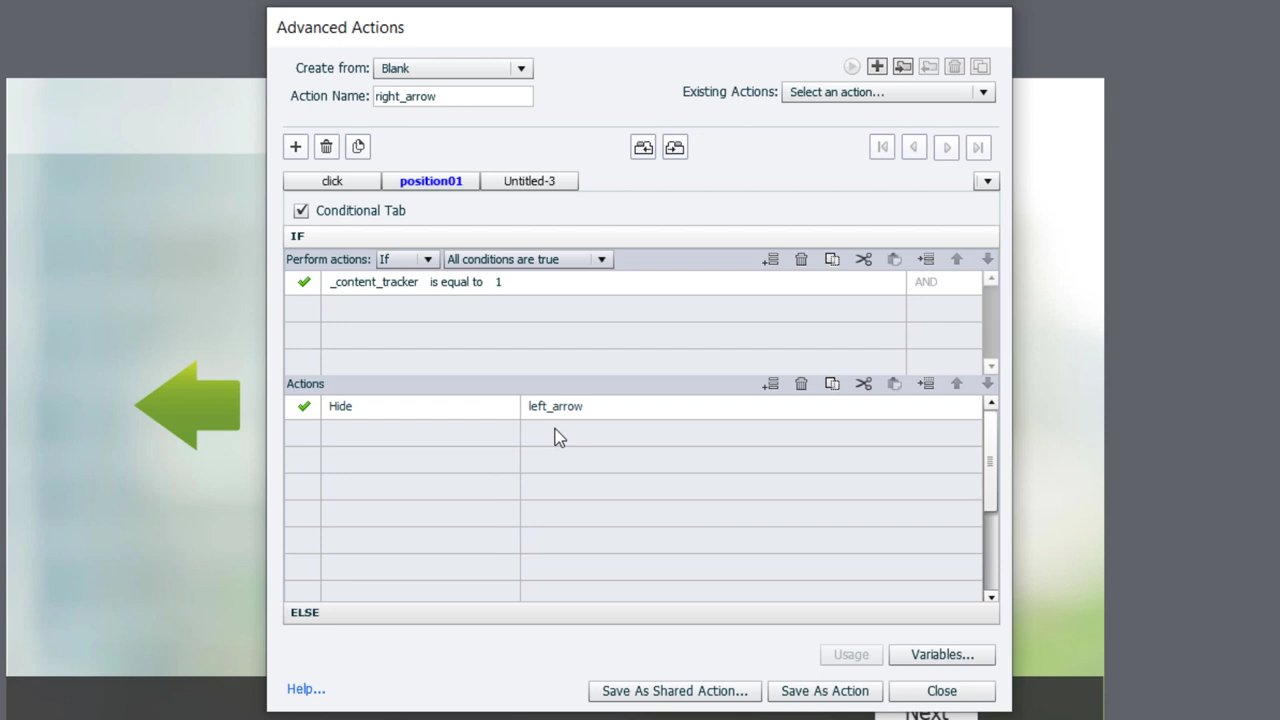 Advanced Actions
Create from: Blank
Action Name: right_arrow
Existing Actions: Select an action...
click position01 Untitled-3
Conditional Tab
IF
Perform actions: If All conditions are true
_content_tracker is equal to 1 AND
Actions
Hide left_arrow
ELSE
Usage Variables...
Help... Save As Shared Action... Save As Action Close
Next